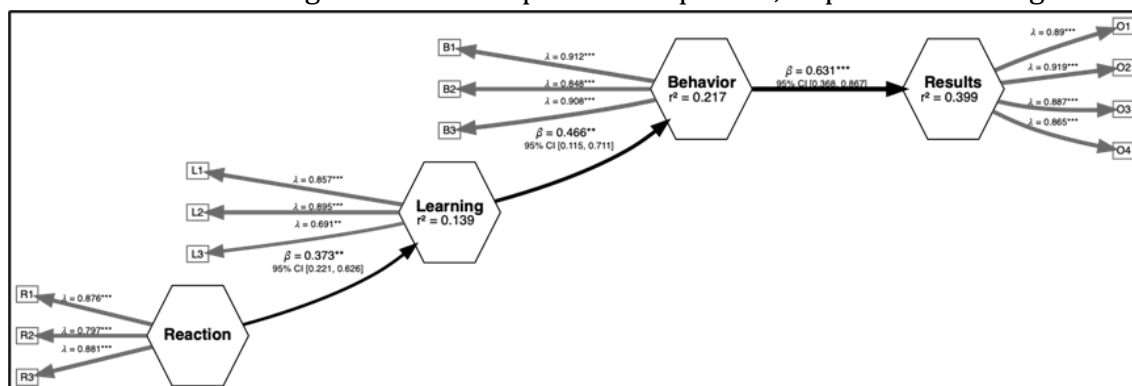 O1
λ = 0.89***
B1
λ = 0.912***
β = 0.631***
λ = 0.919***
O2
Behavior
Results
B2
λ = 0.848***
r² = 0.217
95% CI [0.368, 0.867]
r² = 0.399
λ = 0.887***
O3
λ = 0.908***
λ = 0.865***
B3
β = 0.466**
95% CI [0.115, 0.711]
O4
L1
λ = 0.857***
Learning
L2
λ = 0.895***
r² = 0.139
λ = 0.691**
L3
β = 0.373**
95% CI [0.221, 0.626]
R1
λ = 0.876***
R2
λ = 0.797***
Reaction
λ = 0.881***
R3